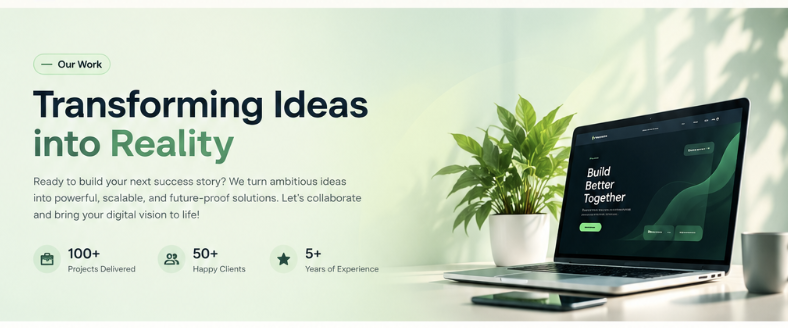 — Our Work
Transforming Ideas
into Reality
Ready to build your next success story? We turn ambitious ideas
into powerful, scalable, and future-proof solutions. Let's collaborate
and bring your digital vision to life!
100+
Projects Delivered
50+
Happy Clients
5+
Years of Experience
Build
Better
Together